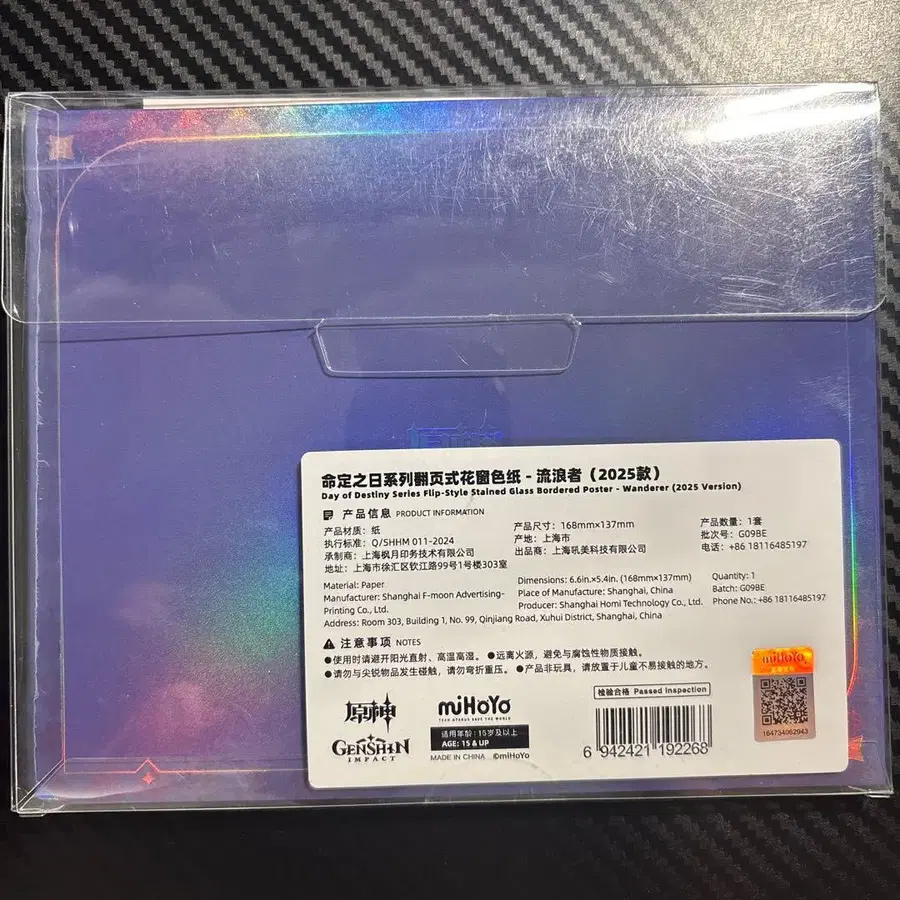 原神
命定之日系列翻页式花窗色纸 - 流浪者（2025款）
Day of Destiny Series Flip-Style Stained Glass Bordered Poster - Wanderer (2025 Version)
产品信息 PRODUCT INFORMATION
产品材质：纸
产品尺寸：168mm×137mm
产品数量：1套
执行标准：Q/SHHM 011-2024
产地：上海市
批次号：G09BE
承制商：上海枫月印务技术有限公司
出品商：上海吼美科技有限公司
电话：+86 18116485197
地址：上海市徐汇区钦江路99号1号楼303室
Material: Paper
Dimensions: 6.6in.×5.4in. (168mm×137mm)
Quantity: 1
Manufacturer: Shanghai F-moon Advertising-
Printing Co., Ltd.
Place of Manufacture: Shanghai, China
Batch: G09BE
Producer: Shanghai Homi Technology Co., Ltd.
Phone No.: +86 18116485197
Address: Room 303, Building 1, No. 99, Qinjiang Road, Xuhui District, Shanghai, China
注意事项 NOTES
●使用时请避开阳光直射、高温高湿。 ●远离火源，避免与腐蚀性物质接触。
●请勿与尖锐物品发生碰触，请勿弯折重压。 ●产品非玩具，请放置于儿童不易接触的地方。
原神
GENSHIN
IMPACT
miHoYo
TECH OTAKUS SAVE THE WORLD
适用年龄：15岁及以上
AGE: 15 & UP
MADE IN CHINA ©miHoYo
检验合格 Passed Inspection
6 942421 192268
miHoYo
164734062943